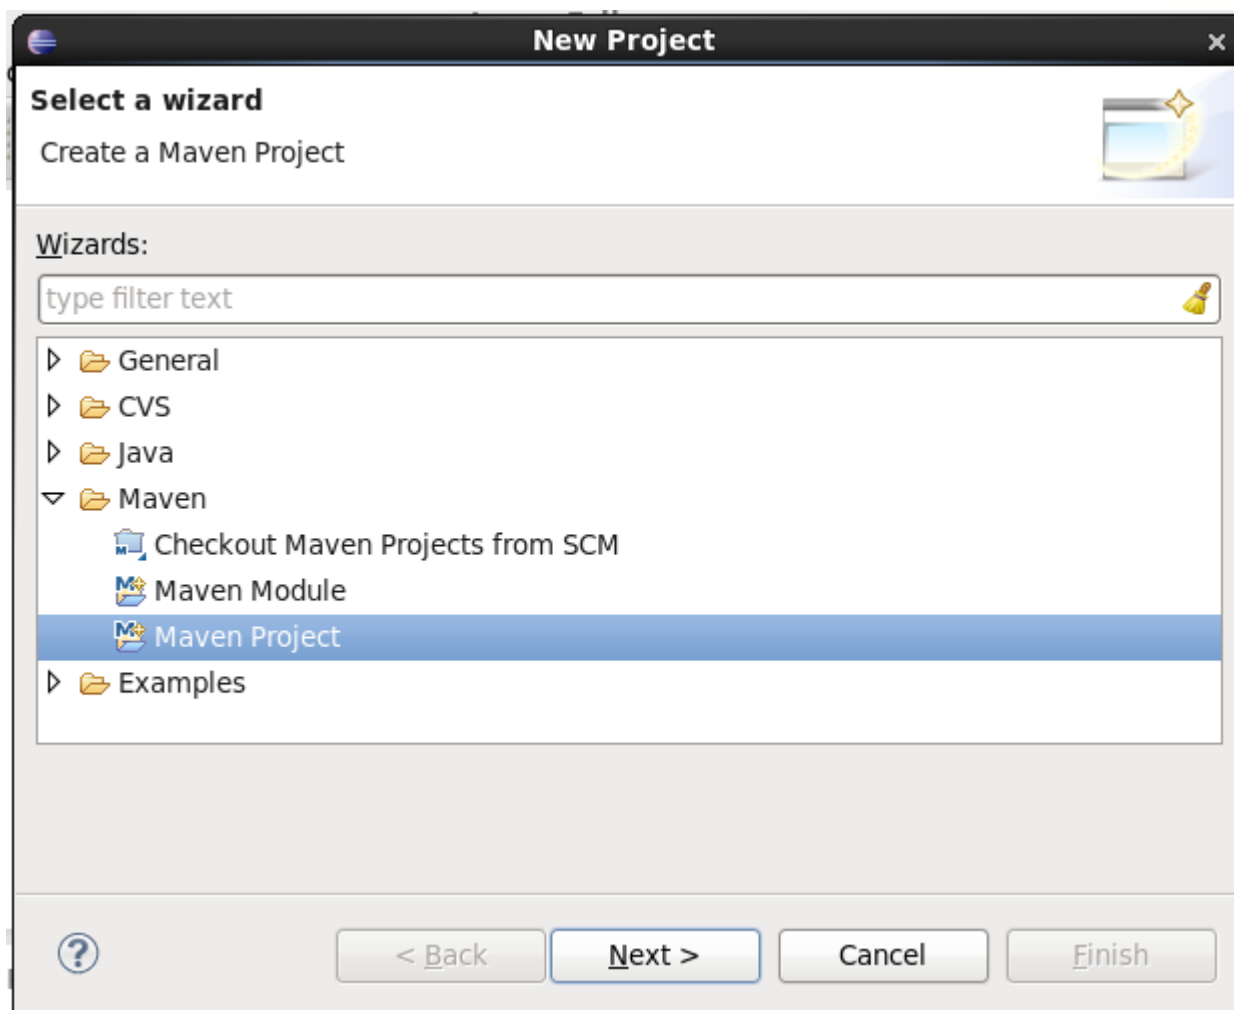 New Project
Select a wizard
Create a Maven Project
Wizards:
type filter text
General
CVS
Java
Maven
Checkout Maven Projects from SCM
Maven Module
Maven Project
Examples
< Back
Next >
Cancel
Finish